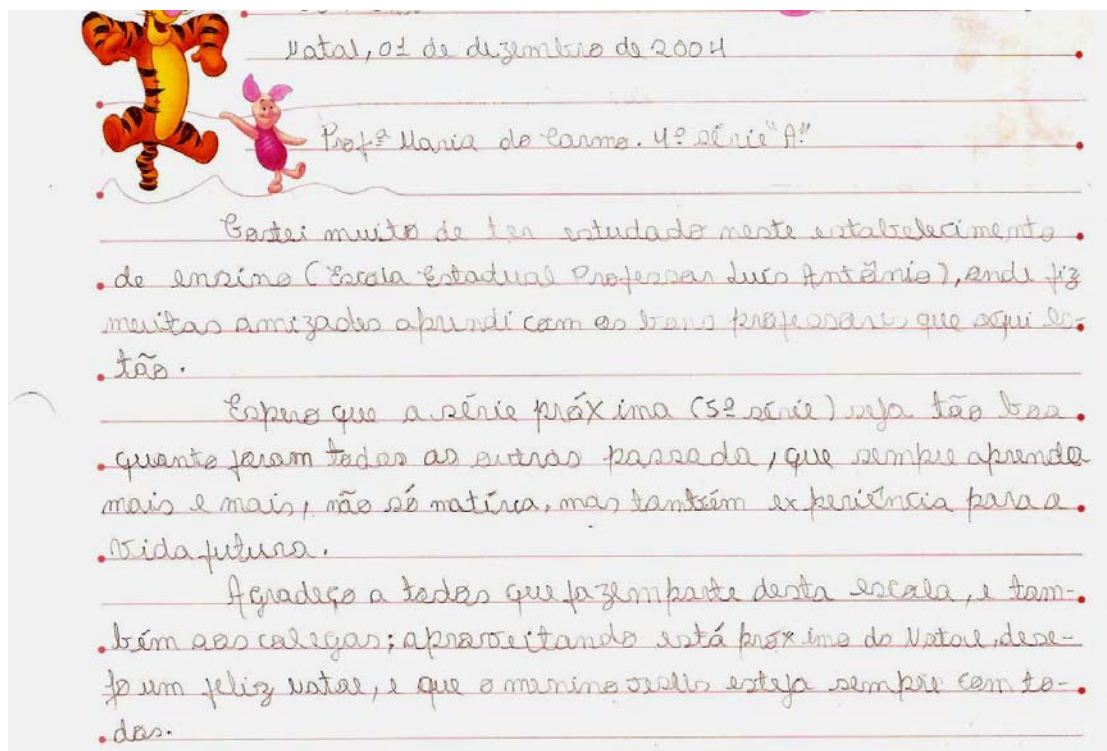 Natal, 01 de dezembro de 2004
Profª Maria do Carmo. 4ª série "A"
Gostei muito de ter estudado neste estabelecimento
de ensino (Escola Estadual Professor Luís Antônio), onde fiz
muitas amizades aprendi com os bons professores que aqui es-
tão.
Espero que a série próxima (5ª série) seja tão boa
quanto foram todas as outras passada, que sempre aprenda
mais e mais, não só matéria, mas também experiência para a
vida futura.
Agradeço a todos que fazem parte desta escola, e tam-
bém aos colegas; aproveitando está próximo do Natal, dese-
jo um feliz natal, e que o menino Jesus esteja sempre com to-
dos.